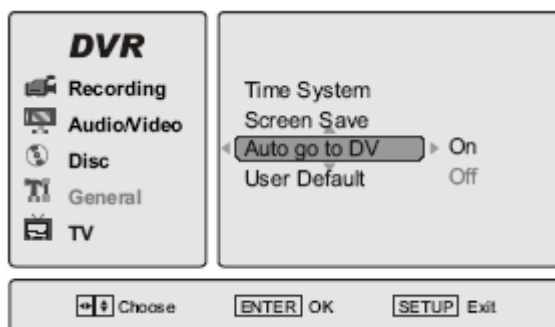 DVR
Recording
Audio/Video
Disc
General
TV
Time System
Screen Save
Auto go to DV On
User Default Off
Choose ENTER OK SETUP Exit